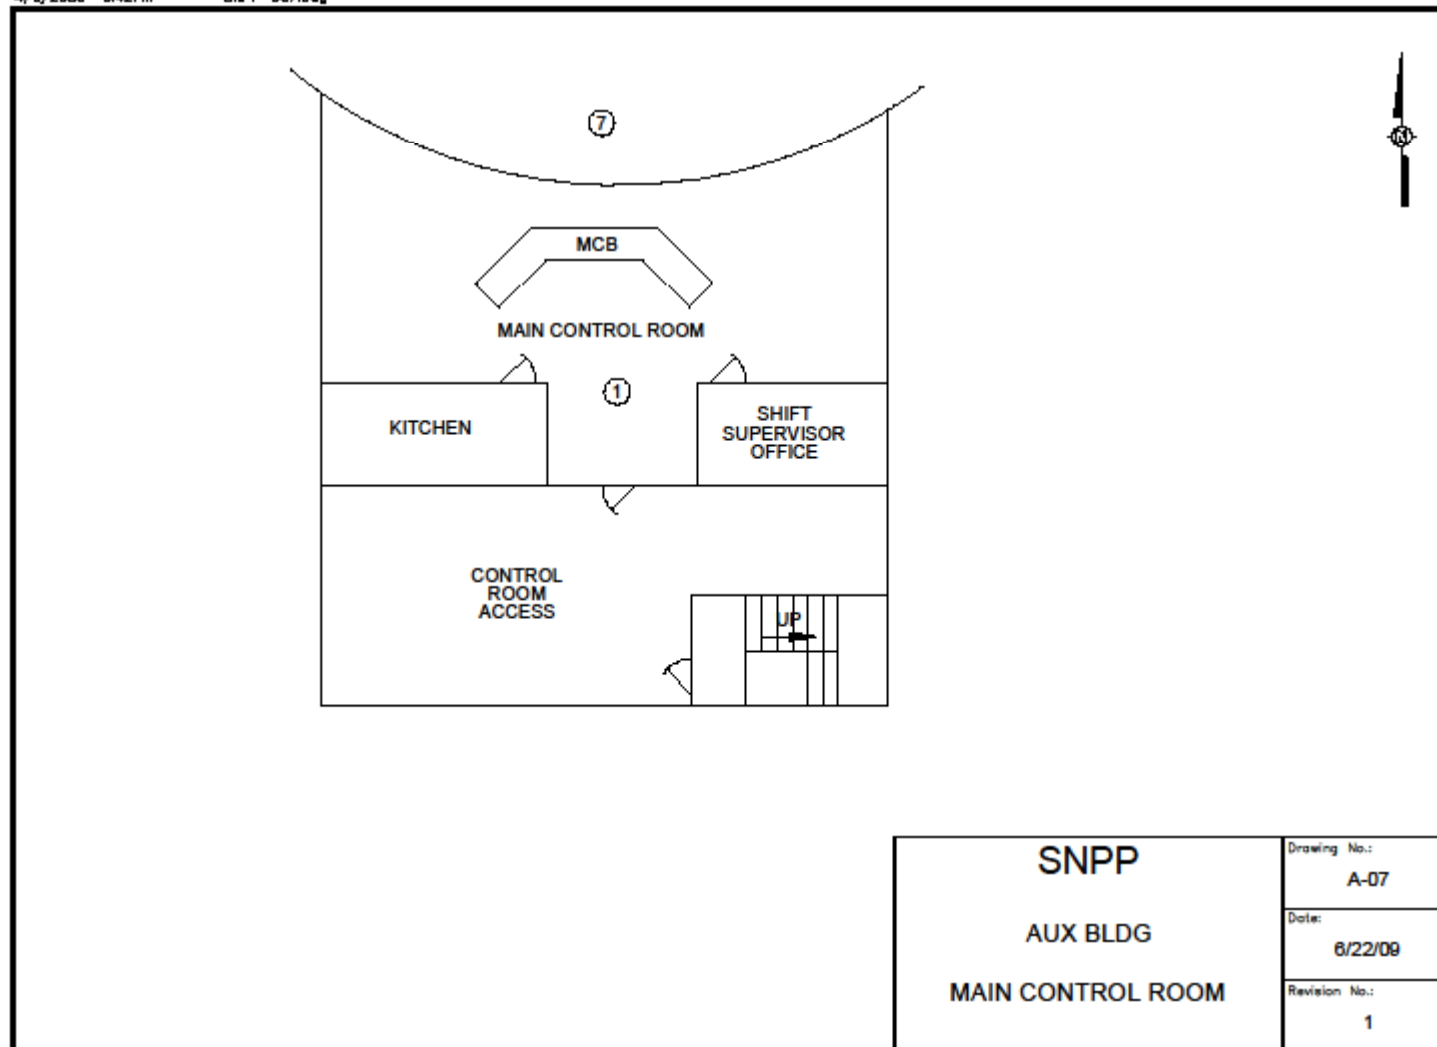 7
MCB
MAIN CONTROL ROOM
1
KITCHEN
SHIFT
SUPERVISOR
OFFICE
CONTROL
ROOM
ACCESS
UP
N
SNPP
AUX BLDG
MAIN CONTROL ROOM
Drawing No.:
A-07
Date:
6/22/09
Revision No.:
1